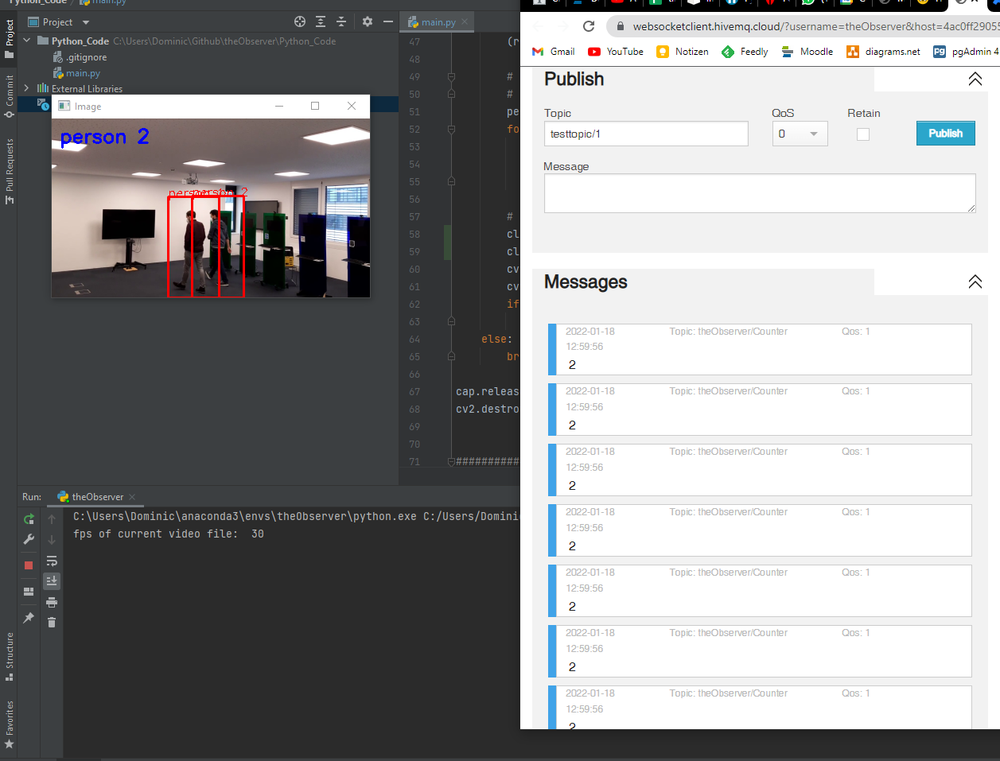 Python_Code
main.py
Project
main.py
Python_Code C:\Users\Dominic\Github\theObserver\Python_Code
.gitignore
main.py
External Libraries
Image
person 2
person
person 2
Project
Commit
Pull Requests
Structure
Favorites
47 (re
48
49 #
50 #
51 pe
52 fo
53
54
55
56
57 #
58 cl
59 cl
60 cv
61 cv
62 if
63
64 else:
65 br
66
67 cap.releas
68 cv2.destro
69
70
71 ##########
Run: theObserver
C:\Users\Dominic\anaconda3\envs\theObserver\python.exe C:/Users/Domini
fps of current video file: 30
websocketclient.hivemq.cloud/?username=theObserver&host=4ac0ff29055
Gmail YouTube Notizen Feedly Moodle diagrams.net pgAdmin 4
Publish
Topic QoS Retain
testtopic/1 0 Publish
Message
Messages
2022-01-18 Topic: theObserver/Counter Qos: 1
12:59:56
2
2022-01-18 Topic: theObserver/Counter Qos: 1
12:59:56
2
2022-01-18 Topic: theObserver/Counter Qos: 1
12:59:56
2
2022-01-18 Topic: theObserver/Counter Qos: 1
12:59:56
2
2022-01-18 Topic: theObserver/Counter Qos: 1
12:59:56
2
2022-01-18 Topic: theObserver/Counter Qos: 1
12:59:56
2
2022-01-18 Topic: theObserver/Counter Qos: 1
12:59:56
2